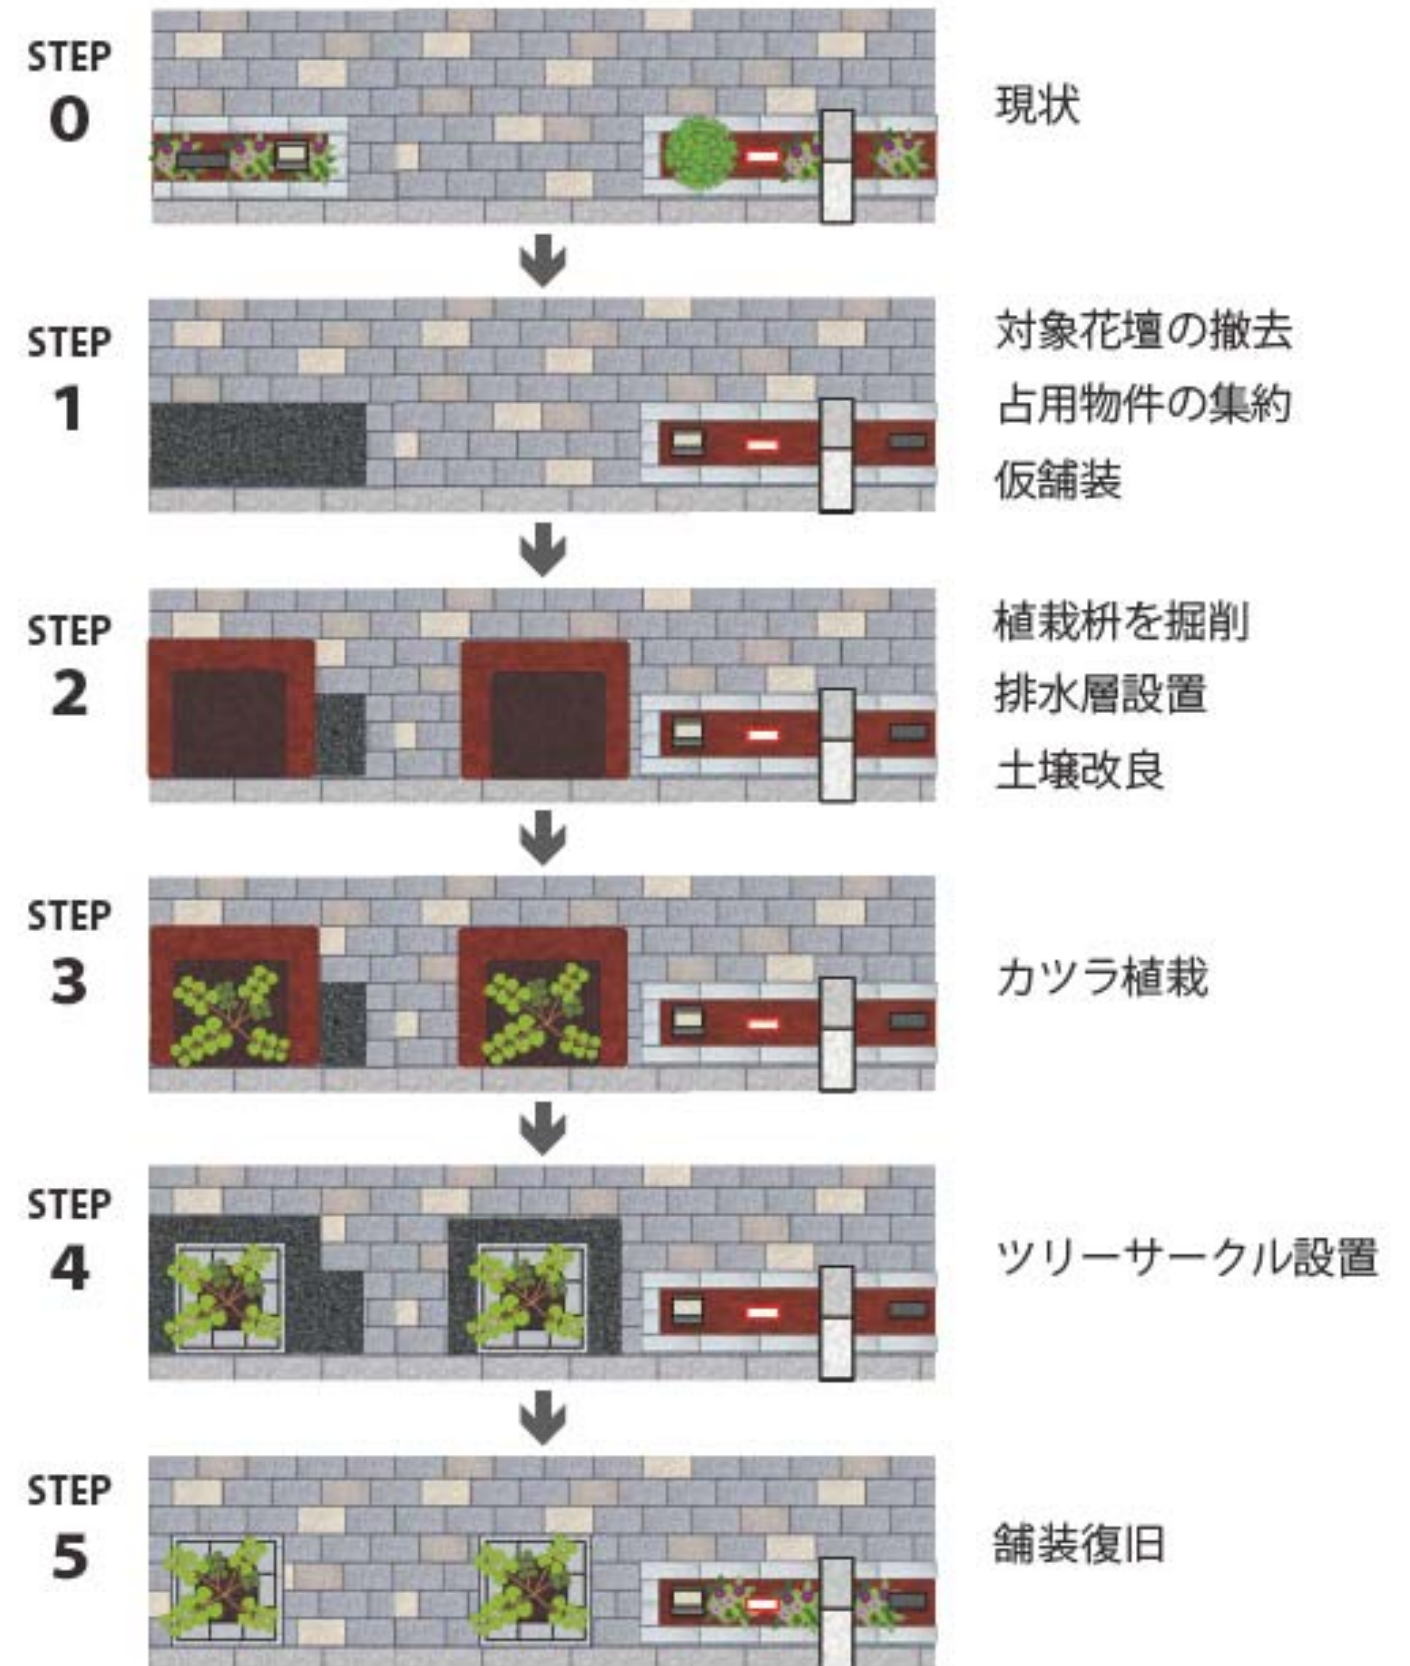 STEP
0
現状
STEP
1
対象花壇の撤去
占用物件の集約
仮舗装
STEP
2
植栽枡を掘削
排水層設置
土壌改良
STEP
3
カツラ植栽
STEP
4
ツリーサークル設置
STEP
5
舗装復旧